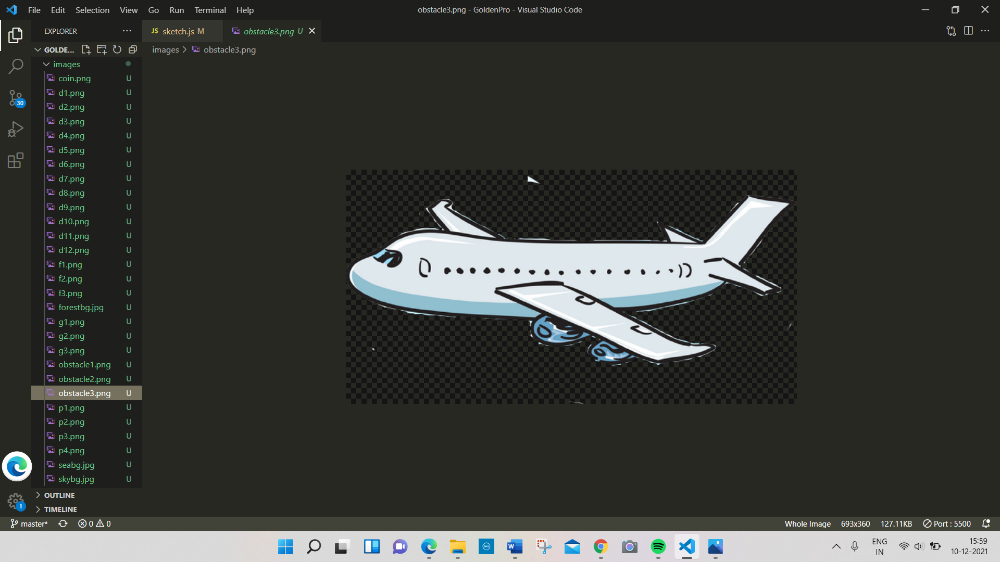 File Edit Selection View Go Run Terminal Help
obstacle3.png - GoldenPro - Visual Studio Code
EXPLORER
JS sketch.js M
obstacle3.png U
GOLDE...
images > obstacle3.png
images
coin.png U
d1.png U
d2.png U
d3.png U
d4.png U
d5.png U
d6.png U
d7.png U
d8.png U
d9.png U
d10.png U
d11.png U
d12.png U
f1.png U
f2.png U
f3.png U
forestbg.jpg U
g1.png U
g2.png U
g3.png U
obstacle1.png U
obstacle2.png U
obstacle3.png U
p1.png U
p2.png U
p3.png U
p4.png U
seabg.jpg U
skybg.jpg U
30
1
OUTLINE
TIMELINE
master* 0 0
Whole Image 693x360 127.11KB Port : 5500
DELL
W
ENG
IN
15:59
10-12-2021